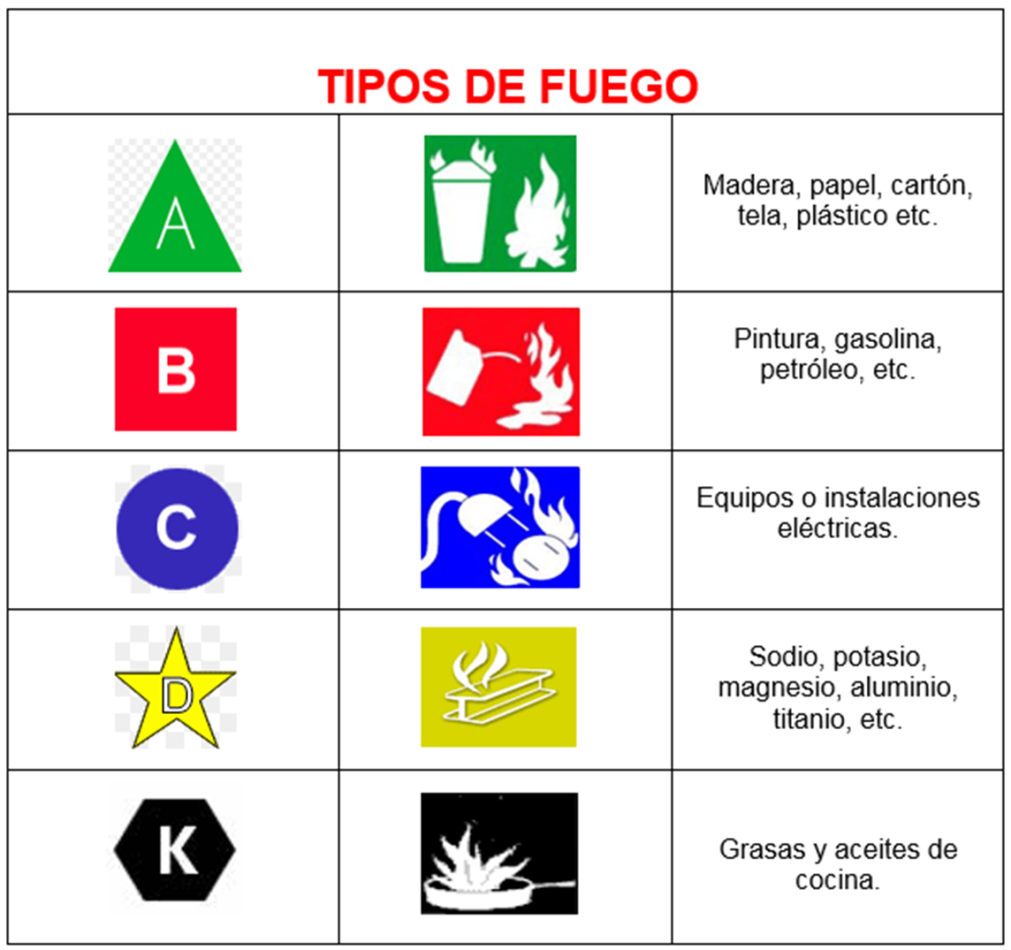 TIPOS DE FUEGO
A
Madera, papel, cartón,
tela, plástico etc.
B
Pintura, gasolina,
petróleo, etc.
C
Equipos o instalaciones
eléctricas.
D
Sodio, potasio,
magnesio, aluminio,
titanio, etc.
K
Grasas y aceites de
cocina.